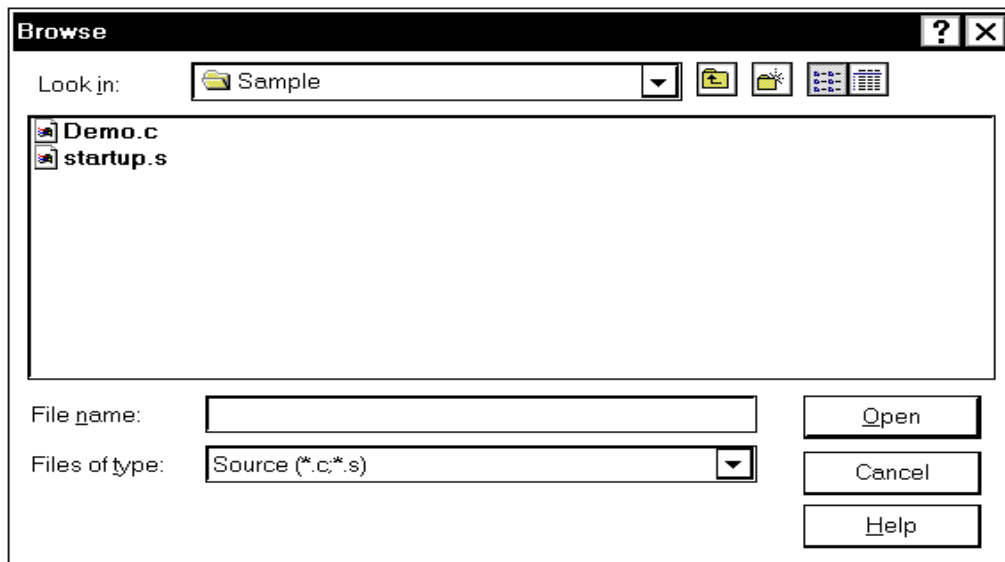 Browse ?
Look in: Sample
Demo.c
startup.s
File name: Open
Files of type: Source (*.c;*.s) Cancel
Help